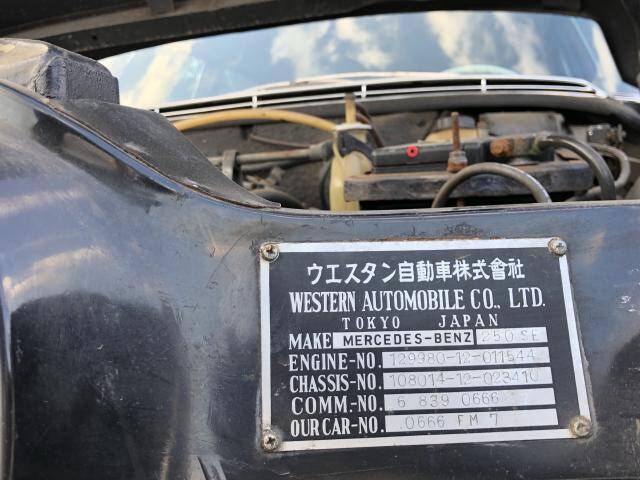 ウエスタン自動車株式會社
WESTERN AUTOMOBILE CO., LTD.
TOKYO JAPAN
MAKE MERCEDES-BENZ 250 SE
ENGINE-NO. 129980-12-011544
CHASSIS-NO. 108014-12-023410
COMM.-NO. 6 839 0666
OUR CAR-NO. 0666 FM 7